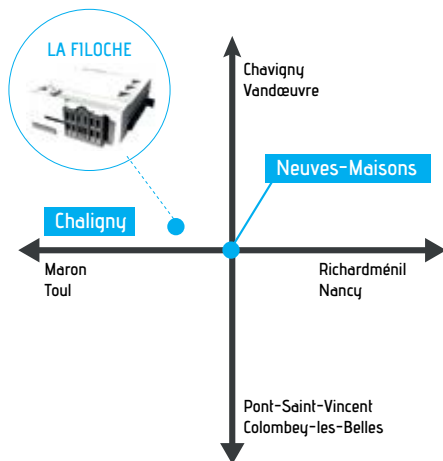 LA FILOCHE
Chavigny
Vandœuvre
Neuves-Maisons
Chaligny
Maron
Toul
Richardménil
Nancy
Pont-Saint-Vincent
Colombey-les-Belles